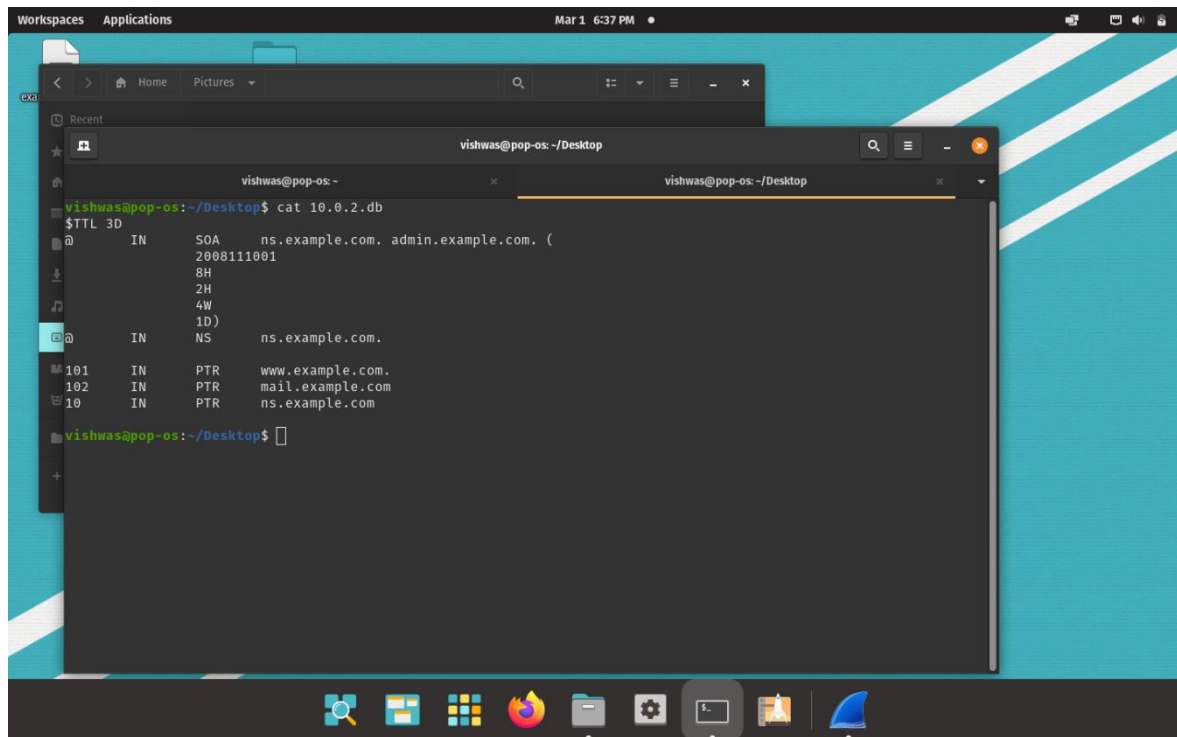 Workspaces Applications Mar 1 6:37 PM
Home Pictures
exa
Recent
vishwas@pop-os: ~/Desktop
vishwas@pop-os: ~ vishwas@pop-os: ~/Desktop
vishwas@pop-os:~/Desktop$ cat 10.0.2.db
$TTL 3D
@ IN SOA ns.example.com. admin.example.com. (
2008111001
8H
2H
4W
1D)
@ IN NS ns.example.com.
101 IN PTR www.example.com.
102 IN PTR mail.example.com
10 IN PTR ns.example.com
vishwas@pop-os:~/Desktop$
$_